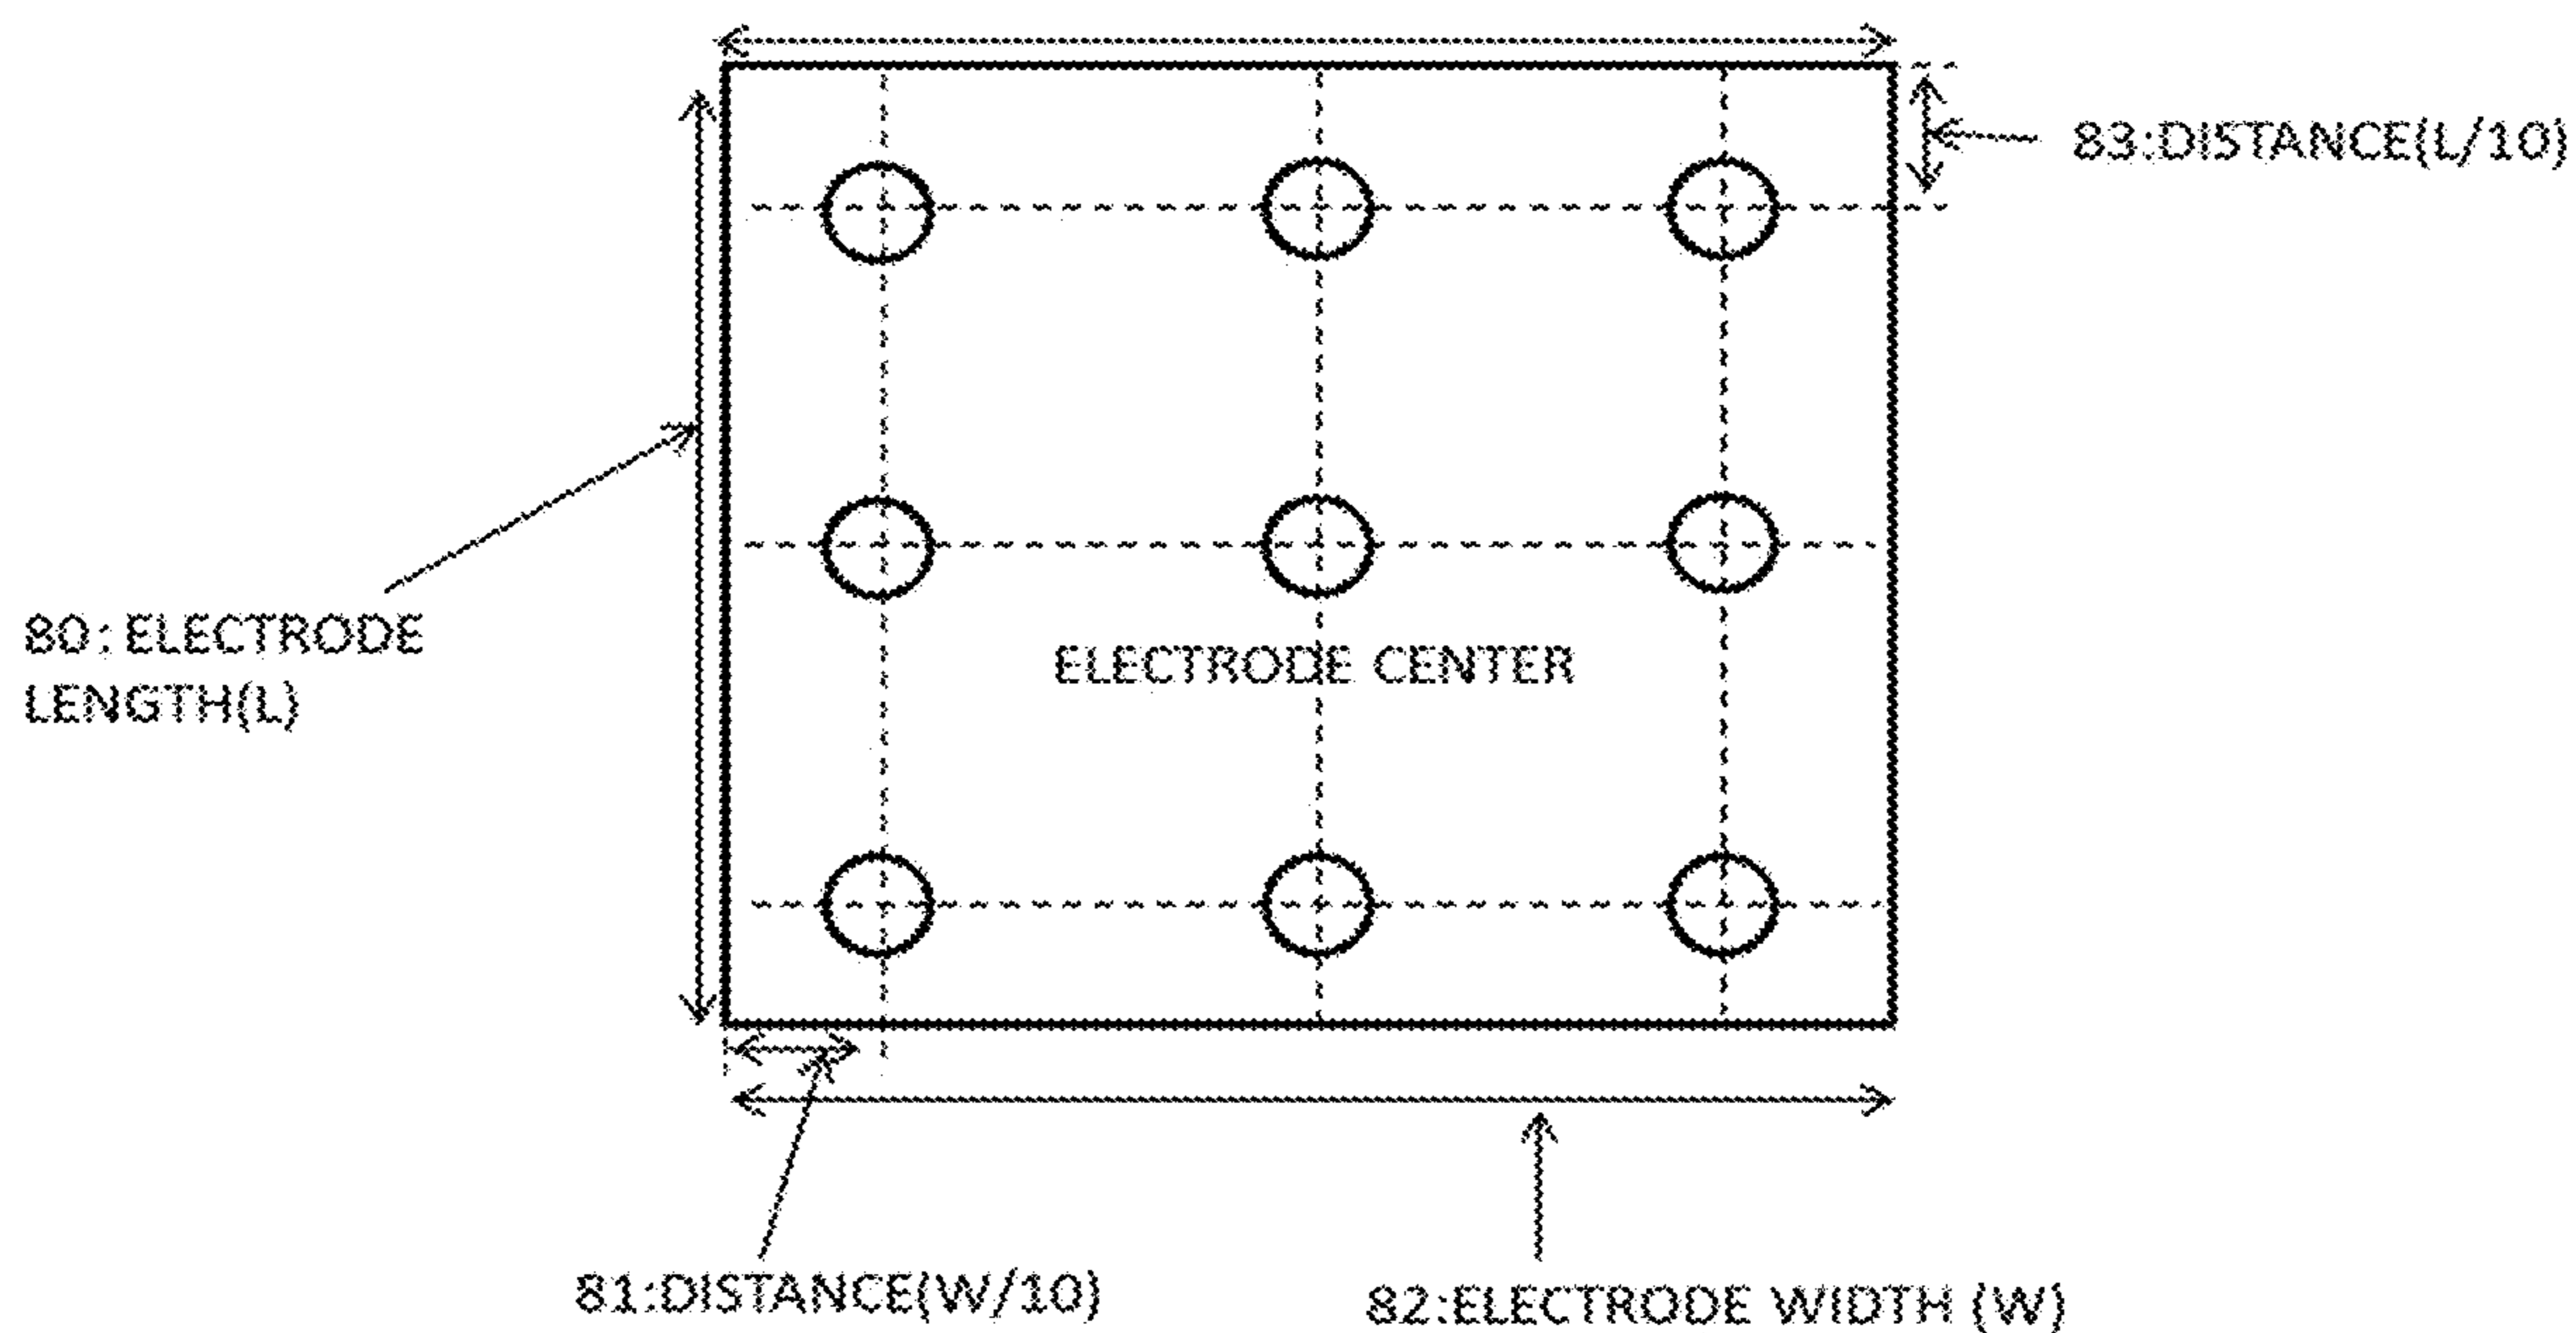 83:DISTANCE(L/10)
80: ELECTRODE
LENGTH(L)
ELECTRODE CENTER
81:DISTANCE(W/10)
82:ELECTRODE WIDTH (W)